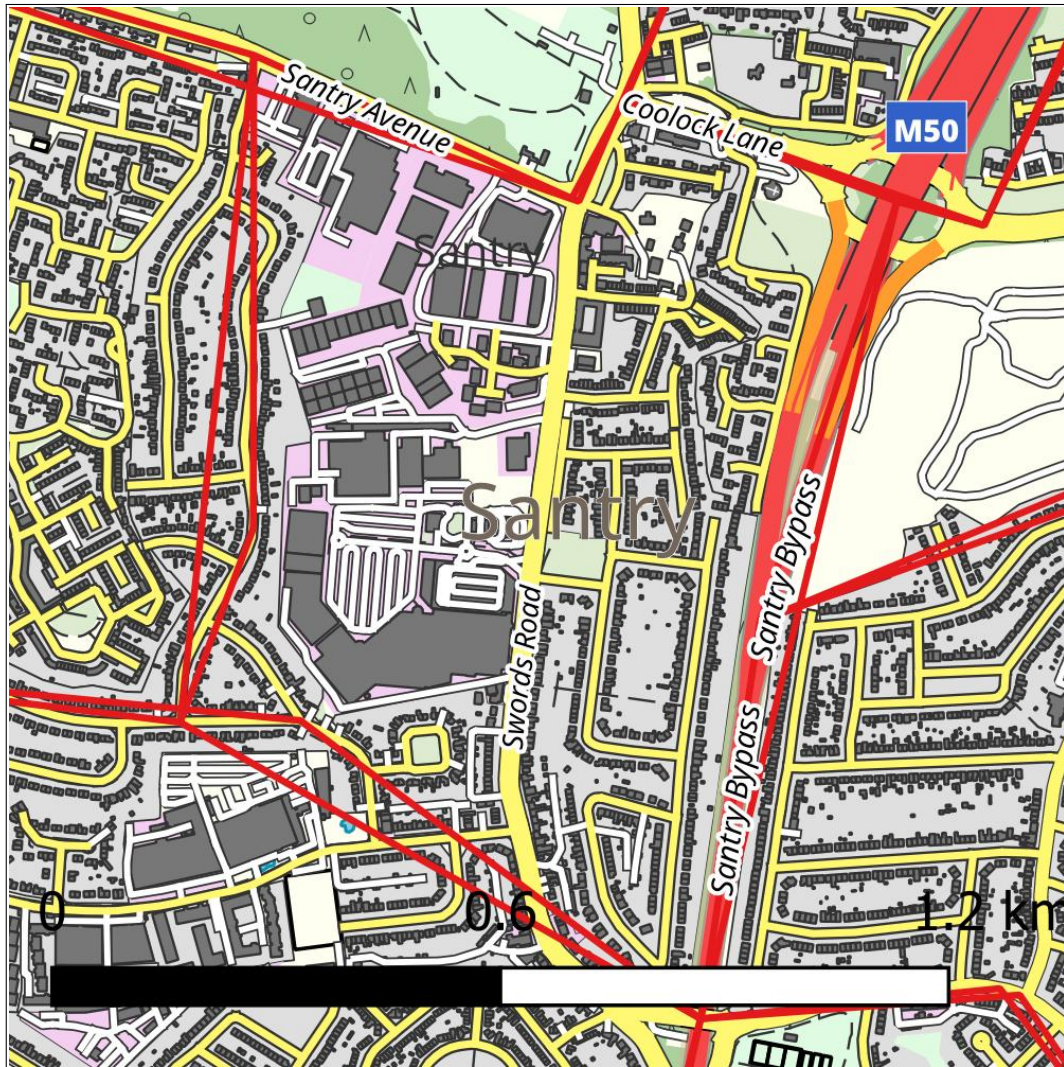 Santry Avenue
Coolock Lane
M50
Santry
Santry
Santry Bypass
Swords Road
Santry Bypass
0
0.6
1.2 km